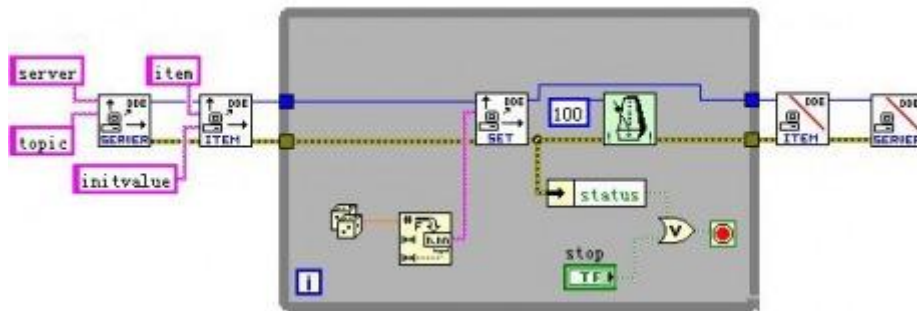 server
item
DDE
SERVER
DDE
ITEM
topic
initvalue
DDE
SET
100
DDE
ITEM
DDE
SERVER
status
stop
TF
i
V